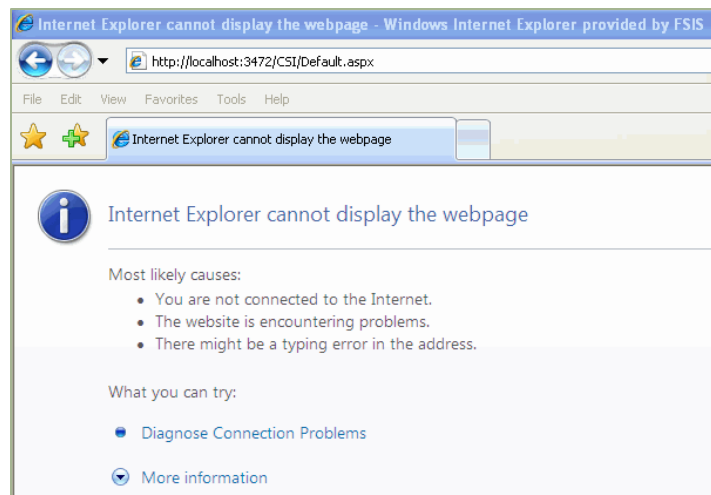 Internet Explorer cannot display the webpage - Windows Internet Explorer provided by FSIS
http://localhost:3472/CSI/Default.aspx
File Edit View Favorites Tools Help
Internet Explorer cannot display the webpage
Internet Explorer cannot display the webpage
Most likely causes:
• You are not connected to the Internet.
• The website is encountering problems.
• There might be a typing error in the address.
What you can try:
Diagnose Connection Problems
More information